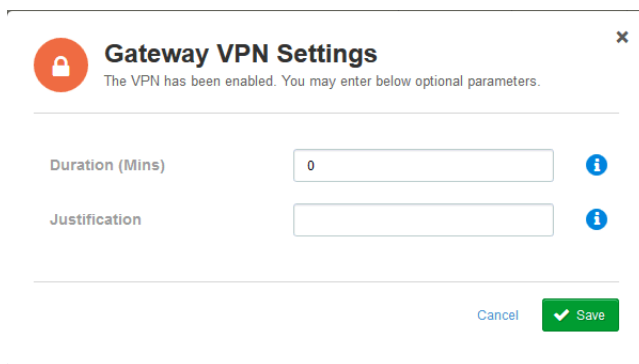 Gateway VPN Settings
The VPN has been enabled. You may enter below optional parameters.
Duration (Mins)
0
Justification
Cancel
Save